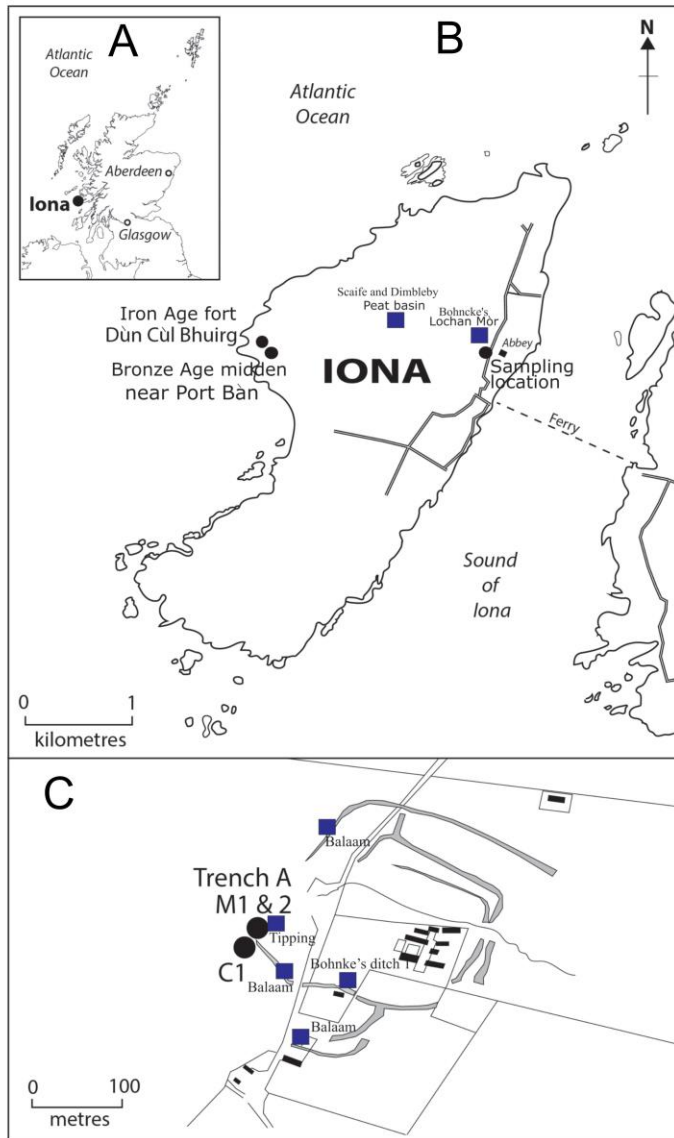 A
Atlantic
Ocean
Aberdeen
Iona
Glasgow
B
N
Atlantic
Ocean
Scaife and Dimbleby
Peat basin
Bohncke's
Lochan Mòr
Iron Age fort
Dùn Cùl Bhuirg
Abbey
Bronze Age midden
near Port Bàn
IONA
Sampling
location
Ferry
Sound
of
Iona
0 1
kilometres
C
Balaam
Trench A
M1 & 2
Tipping
C1
Balaam
Bohnke's ditch 1
Balaam
0 100
metres